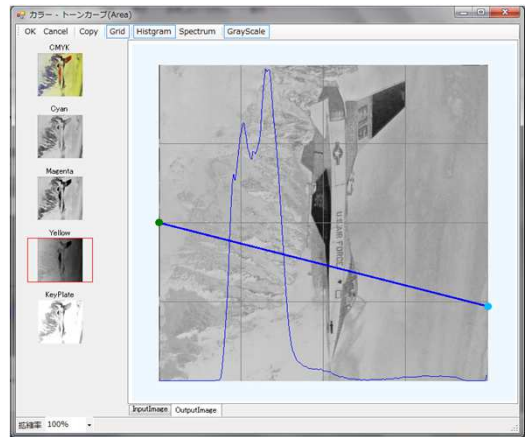 カラー - トーンカーブ(Area)
OK Cancel Copy Grid Histgram Spectrum GrayScale
CMYK
Cyan
Magenta
Yellow
KeyPlate
U.S. AIR FORCE
InputImage OutputImage
拡縮率 100%